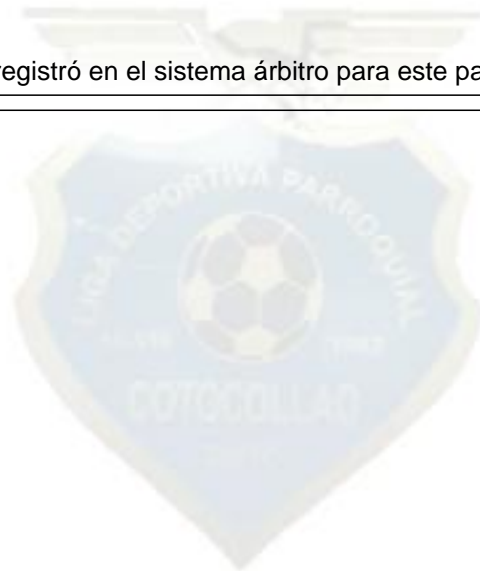 registró en el sistema árbitro para este pa
LIGA DEPORTIVA PARROQUIAL
COTOCOLLAO